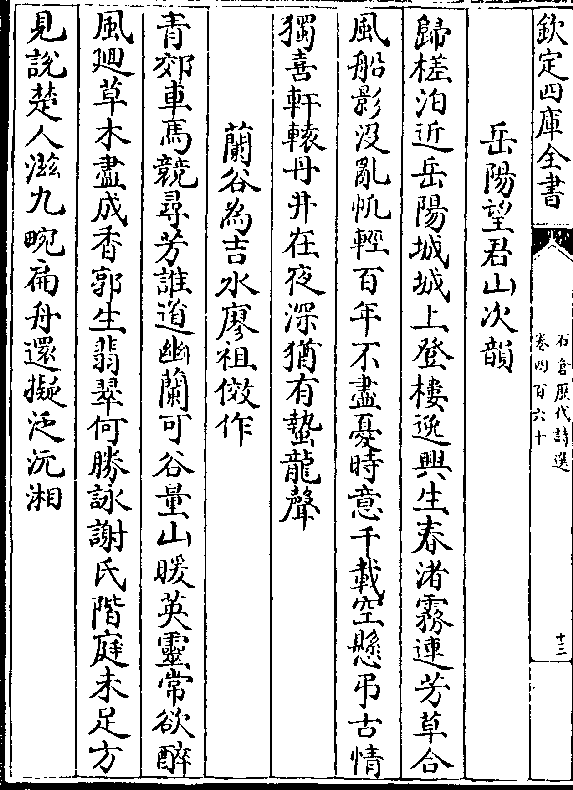 欽定四庫全書
石倉歷代詩選
卷四百六十
十三
岳陽望君山次韻
歸槎泊近岳陽城城上登樓逸興生春渚霧連芳草合
風船影没亂帆輕百年不盡憂時意千載空懸弔古情
獨喜軒轅丹井在夜深猶有蟄龍聲
蘭谷為吉水廖祖傚作
青郊車馬競尋芳誰道幽蘭可谷量山暖英靈常欲醉
風廻草木盡成香郭生翡翠何勝詠謝氏階庭未足方
見說楚人滋九畹扁舟還擬泛沅湘